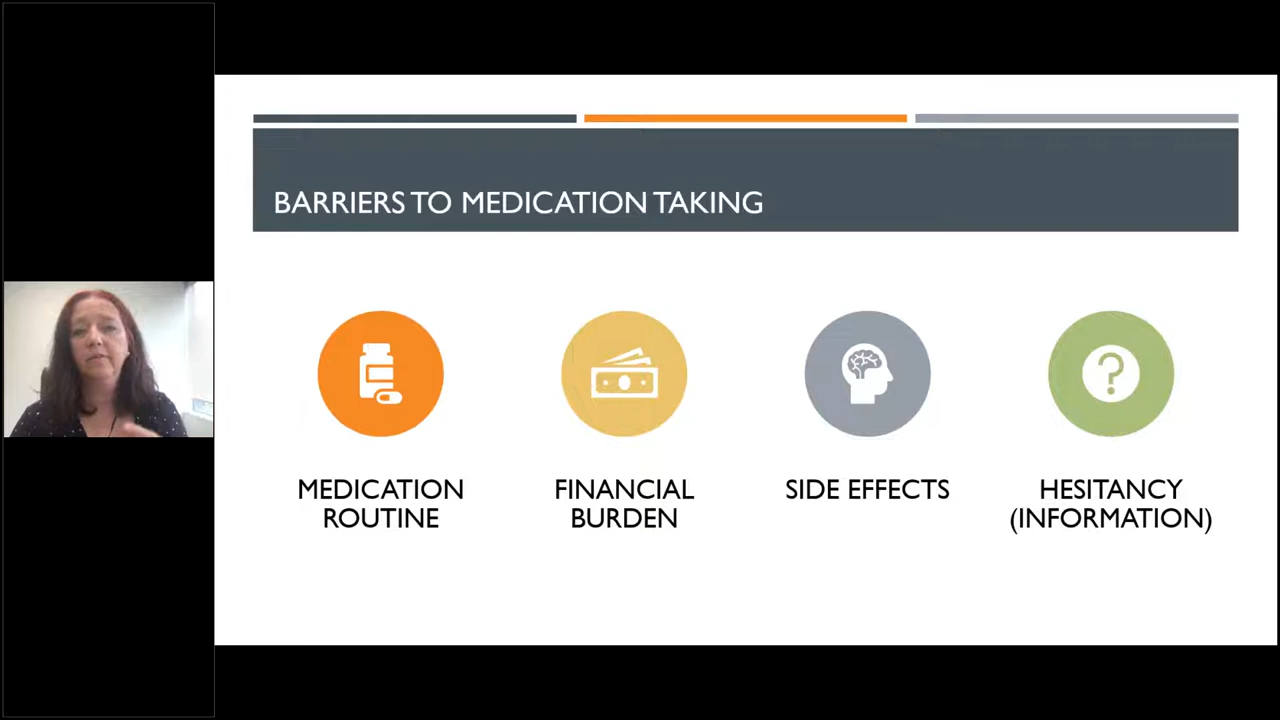 BARRIERS TO MEDICATION TAKING
MEDICATION
ROUTINE
FINANCIAL
BURDEN
SIDE EFFECTS
HESITANCY
(INFORMATION)